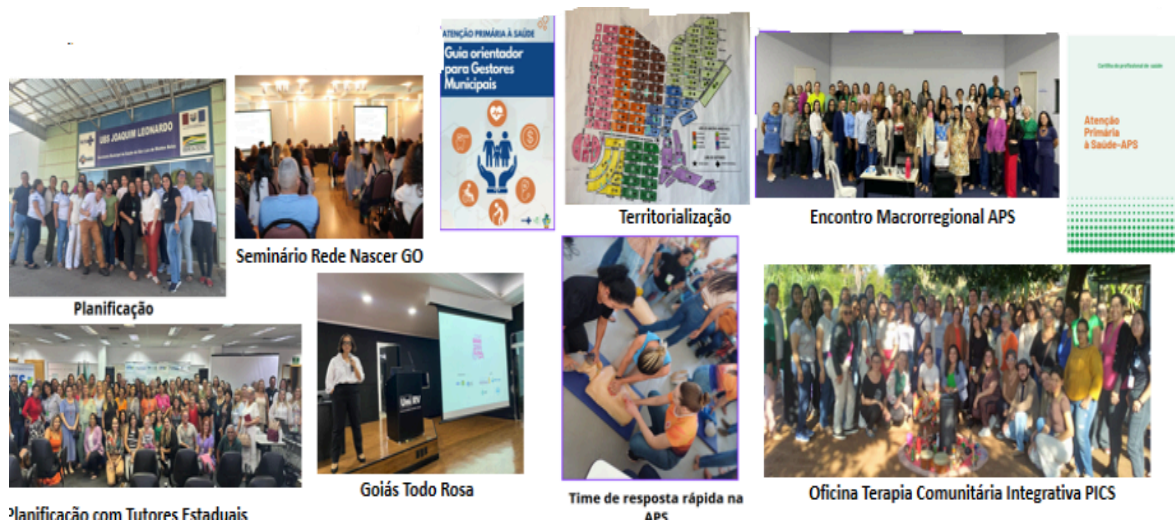 ATENÇÃO PRIMÁRIA À SAÚDE
Guia orientador
para Gestores
Municipais
UBS JOAQUIM LEONARDO
Atenção
Primária
à Saúde-APS
Territorialização
Encontro Macrorregional APS
Seminário Rede Nascer GO
Planificação
Goiás Todo Rosa
Time de resposta rápida na
APS
Oficina Terapia Comunitária Integrativa PICS
Planificação com Tutores Estaduais